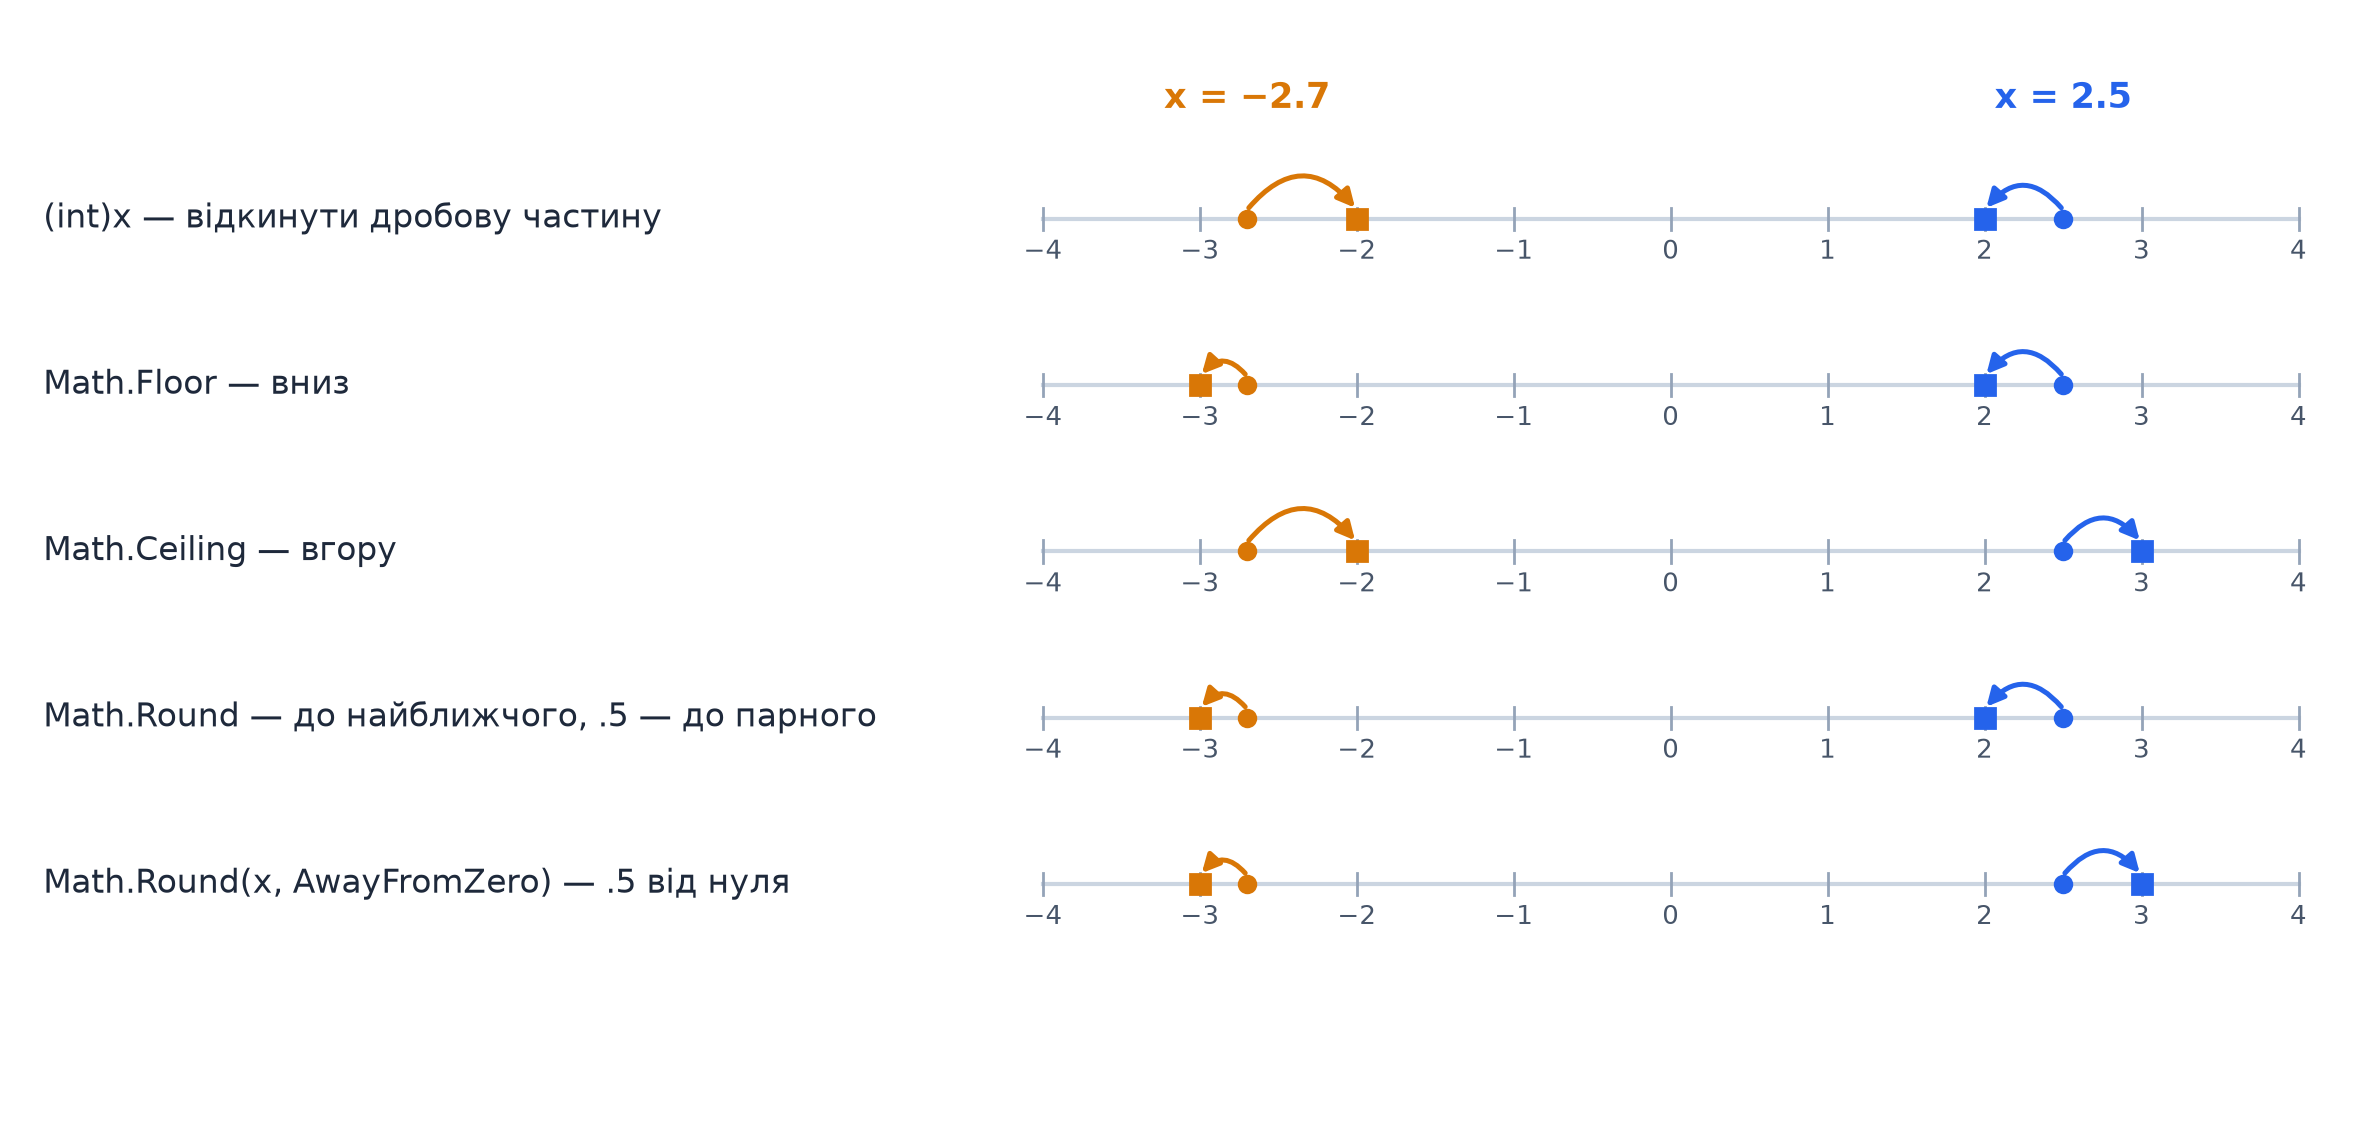 x = −2.7 x = 2.5
(int)x — відкинути дробову частину
−4 −3 −2 −1 0 1 2 3 4
Math.Floor — вниз
−4 −3 −2 −1 0 1 2 3 4
Math.Ceiling — вгору
−4 −3 −2 −1 0 1 2 3 4
Math.Round — до найближчого, .5 — до парного
−4 −3 −2 −1 0 1 2 3 4
Math.Round(x, AwayFromZero) — .5 від нуля
−4 −3 −2 −1 0 1 2 3 4